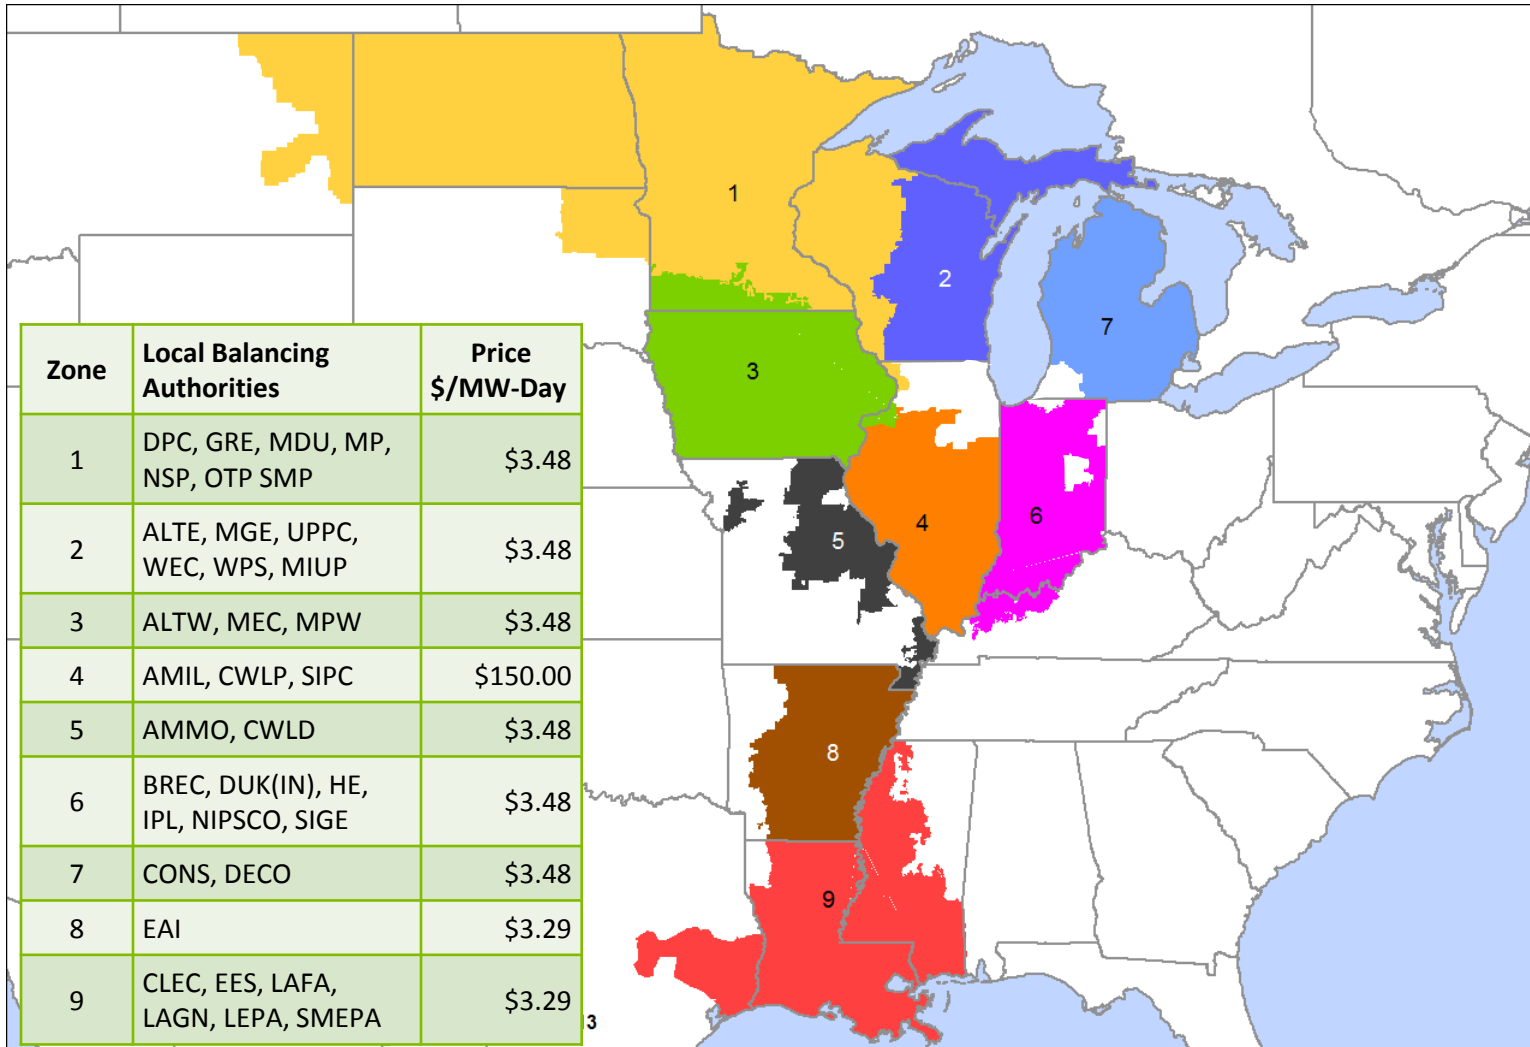 1
2
7
3
4
6
5
8
9
Zone Local Balancing Authorities Price $/MW-Day
1 DPC, GRE, MDU, MP, NSP, OTP SMP $3.48
2 ALTE, MGE, UPPC, WEC, WPS, MIUP $3.48
3 ALTW, MEC, MPW $3.48
4 AMIL, CWLP, SIPC $150.00
5 AMMO, CWLD $3.48
6 BREC, DUK(IN), HE, IPL, NIPSCO, SIGE $3.48
7 CONS, DECO $3.48
8 EAI $3.29
9 CLEC, EES, LAFA, LAGN, LEPA, SMEPA $3.29